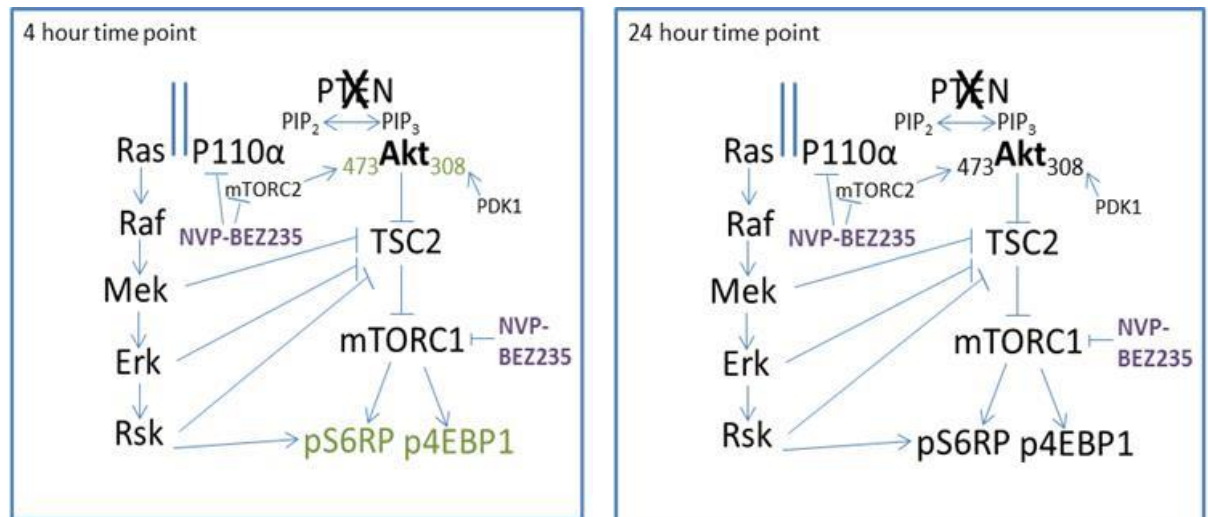 4 hour time point
PTEN
PIP2 PIP3
Ras P110α 473 Akt 308
mTORC2
PDK1
Raf
NVP-BEZ235
TSC2
Mek
mTORC1
NVP-
BEZ235
Erk
Rsk
pS6RP p4EBP1
24 hour time point
PTEN
PIP2 PIP3
Ras P110α 473 Akt 308
mTORC2
PDK1
Raf
NVP-BEZ235
TSC2
Mek
mTORC1
NVP-
BEZ235
Erk
Rsk
pS6RP p4EBP1